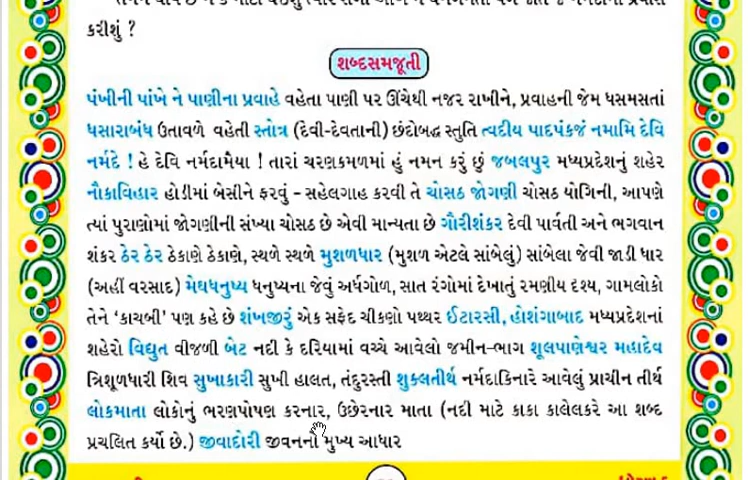 કરીશું ?
શબ્દસમજૂતી
પંખીની પાંખે ને પાણીના પ્રવાહે વહેતા પાણી પર ઊંચેથી નજર રાખીને, પ્રવાહની જેમ ધસમસતાં
ધસારાબંધ ઉતાવળે વહેતી સ્તોત્ર (દેવી-દેવતાની) છંદોબદ્ધ સ્તુતિ ત્વદીય પાદપંકજં નમામિ દેવિ
નર્મદે ! હે દેવિ નર્મદામૈયા ! તારાં ચરણકમળમાં હું નમન કરું છું જબલપુર મધ્યપ્રદેશનું શહેર
નૌકાવિહાર હોડીમાં બેસીને ફરવું - સહેલગાહ કરવી તે ચોસઠ જોગણી ચોસઠ યોગિની, આપણે
ત્યાં પુરાણોમાં જોગણીની સંખ્યા ચોસઠ છે એવી માન્યતા છે ગૌરીશંકર દેવી પાર્વતી અને ભગવાન
શંકર ઠેર ઠેર ઠેકાણે ઠેકાણે, સ્થળે સ્થળે મુશળધાર (મુશળ એટલે સાંબેલું) સાંબેલા જેવી જાડી ધાર
(અહીં વરસાદ) મેઘધનુષ્ય ધનુષ્યના જેવું અર્ધગોળ, સાત રંગોમાં દેખાતું રમણીય દૃશ્ય, ગામલોકો
તેને ‘કાચબી’ પણ કહે છે શંખજીરું એક સફેદ ચીકણો પથ્થર ઈટારસી, હોશંગાબાદ મધ્યપ્રદેશનાં
શહેરો વિદ્યુત વીજળી બેટ નદી કે દરિયામાં વચ્ચે આવેલો જમીન-ભાગ શૂલપાણેશ્વર મહાદેવ
ત્રિશૂળધારી શિવ સુખાકારી સુખી હાલત, તંદુરસ્તી શુક્લતીર્થ નર્મદાકિનારે આવેલું પ્રાચીન તીર્થ
લોકમાતા લોકોનું ભરણપોષણ કરનાર, ઉછેરનાર માતા (નદી માટે કાકા કાલેલકરે આ શબ્દ
પ્રચલિત કર્યો છે.) જીવાદોરી જીવનનો મુખ્ય આધાર